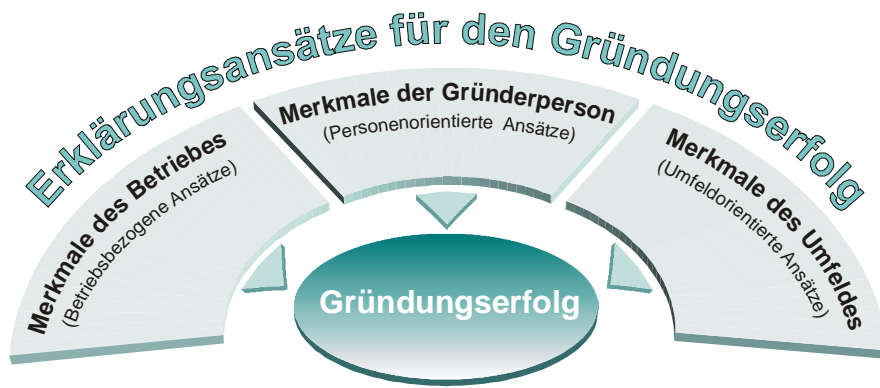 Erklärungsansätze für den Gründungserfolg
Merkmale des Betriebes
(Betriebsbezogene Ansätze)
Merkmale der Gründerperson
(Personenorientierte Ansätze)
Merkmale des Umfeldes
(Umfeldorientierte Ansätze)
Gründungserfolg